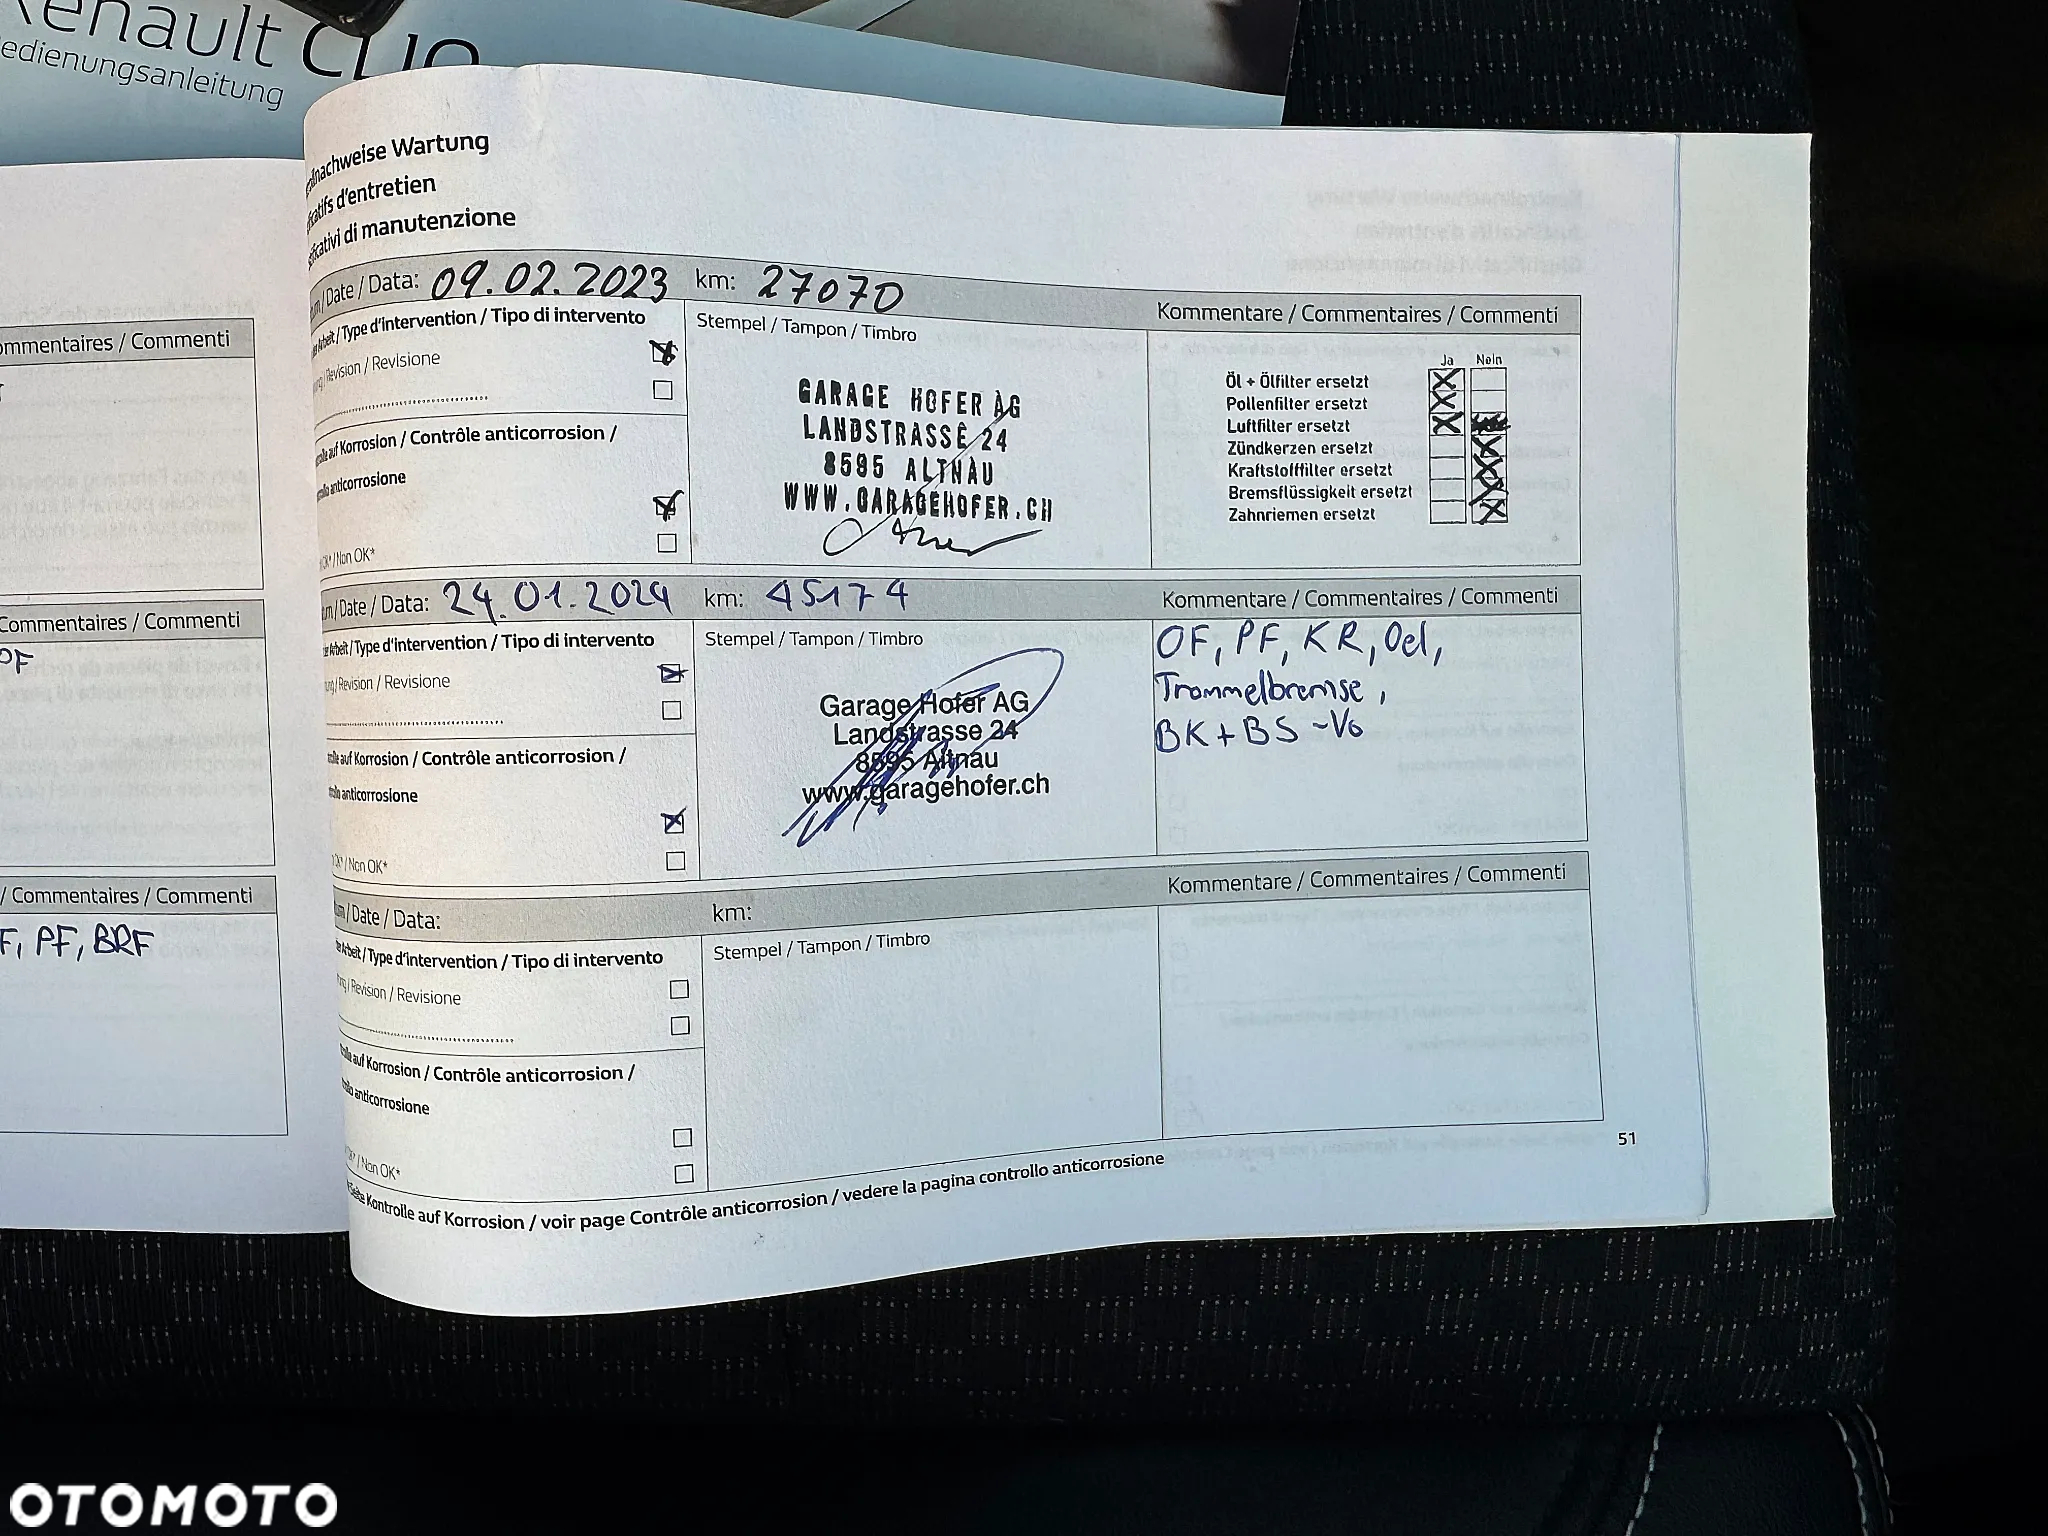 Renault CLIO
edienungsanleitung
nachweise Wartung
ficatifs d'entretien
ficativi di manutenzione
/ Date / Data: 09.02.2023 km: 27070
Kommentare / Commentaires / Commenti
Arbeit / Type d'intervention / Tipo di intervento
/ Revision / Revisione
auf Korrosion / Contrôle anticorrosion /
anticorrosione
OK* / Non OK*
Stempel / Tampon / Timbro
GARAGE HOFER AG
LANDSTRASSE 24
8595 ALTNAU
WWW.GARAGEHOFER.CH
Ja Nein
Öl + Ölfilter ersetzt
Pollenfilter ersetzt
Luftfilter ersetzt
Zündkerzen ersetzt
Kraftstofffilter ersetzt
Bremsflüssigkeit ersetzt
Zahnriemen ersetzt
/ Date / Data: 24.01.2024 km: 45174
Kommentare / Commentaires / Commenti
Arbeit / Type d'intervention / Tipo di intervento
/ Revision / Revisione
auf Korrosion / Contrôle anticorrosion /
anticorrosione
OK* / Non OK*
Stempel / Tampon / Timbro
Garage Hofer AG
Landstrasse 24
8595 Altnau
www.garagehofer.ch
OF, PF, KR, Oel,
Trommelbremse,
BK + BS - Vo
/ Date / Data: km:
Kommentare / Commentaires / Commenti
Arbeit / Type d'intervention / Tipo di intervento
/ Revision / Revisione
auf Korrosion / Contrôle anticorrosion /
anticorrosione
OK* / Non OK*
Stempel / Tampon / Timbro
Seite Kontrolle auf Korrosion / voir page Contrôle anticorrosion / vedere la pagina controllo anticorrosione
51
ommentaires / Commenti
Commentaires / Commenti
PF
/ Commentaires / Commenti
F, PF, BRF
OTOMOTO